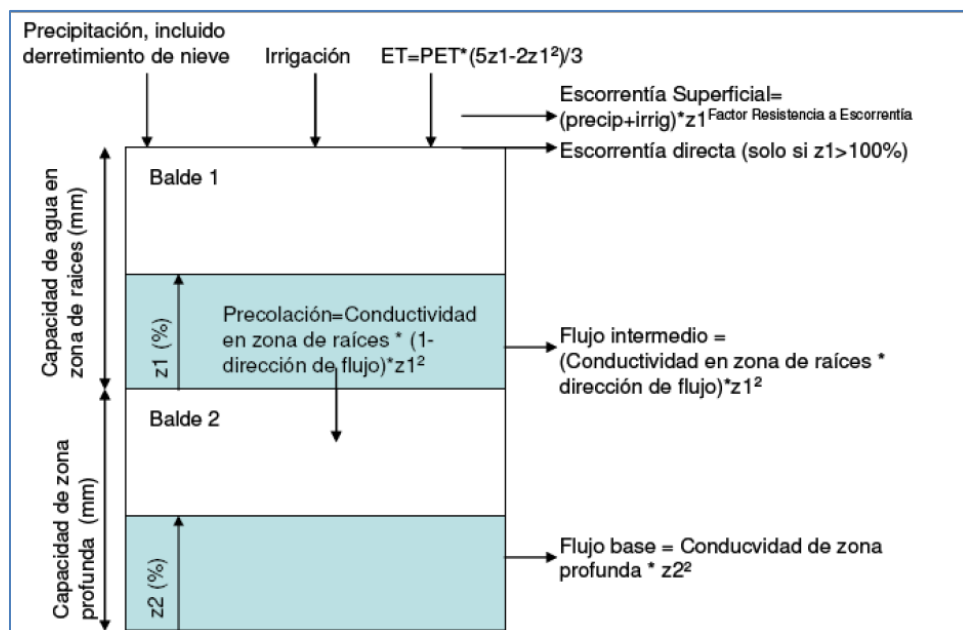 Precipitación, incluido
derretimiento de nieve
Irrigación
ET=PET*(5z1-2z1²)/3
Escorrentía Superficial=
(precip+irrig)*z1^Factor Resistencia a Escorrentía
Escorrentía directa (solo si z1>100%)
Capacidad de agua en
zona de raices (mm)
Balde 1
z1 (%)
Precolación=Conductividad
en zona de raíces * (1-
dirección de flujo)*z1²
Flujo intermedio =
(Conductividad en zona de raíces *
dirección de flujo)*z1²
Capacidad de zona
profunda (mm)
Balde 2
z2 (%)
Flujo base = Conducvidad de zona
profunda * z2²